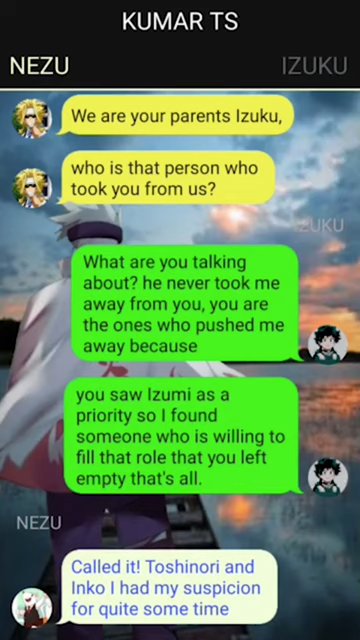 KUMAR TS
NEZU IZUKU
We are your parents Izuku,
who is that person who
took you from us?
IZUKU
What are you talking
about? he never took me
away from you, you are
the ones who pushed me
away because
you saw Izumi as a
priority so I found
someone who is willing to
fill that role that you left
empty that's all.
NEZU
Called it! Toshinori and
Inko I had my suspicion
for quite some time